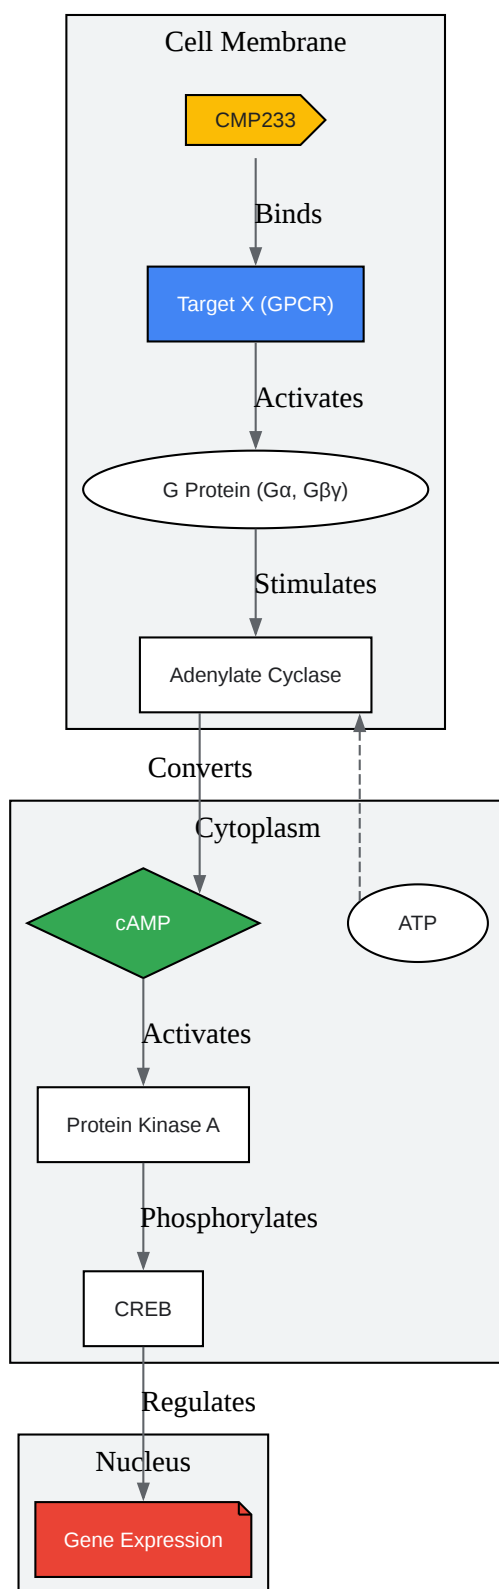 Cell Membrane
CMP233
Binds
Target X (GPCR)
Activates
G Protein (Gα, Gβγ)
Stimulates
Adenylate Cyclase
Converts
Cytoplasm
cAMP
ATP
Activates
Protein Kinase A
Phosphorylates
CREB
Regulates
Nucleus
Gene Expression